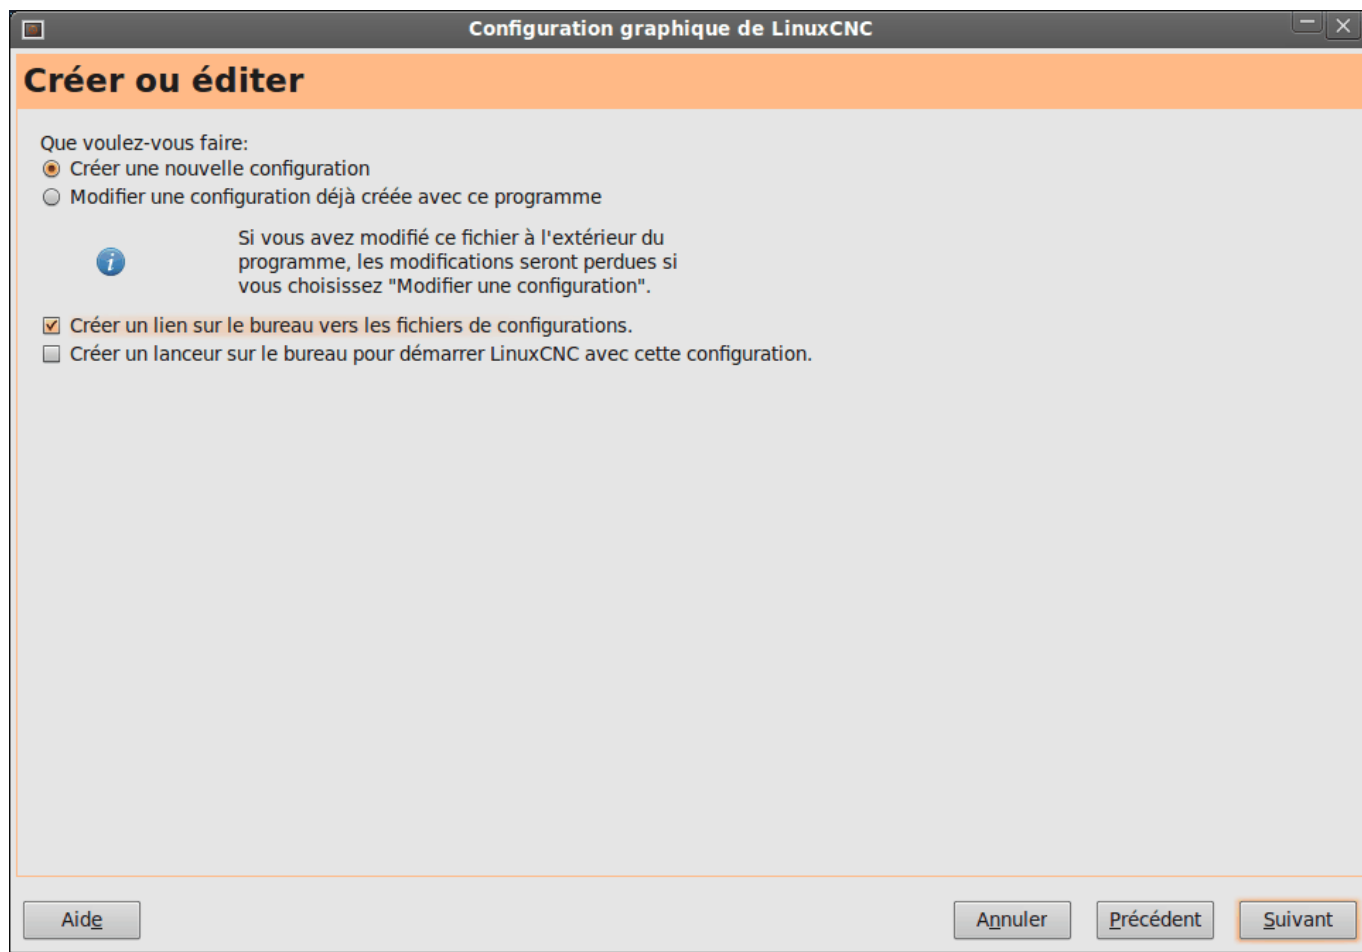 Configuration graphique de LinuxCNC
Créer ou éditer
Que voulez-vous faire:
Créer une nouvelle configuration
Modifier une configuration déjà créée avec ce programme
Si vous avez modifié ce fichier à l'extérieur du
programme, les modifications seront perdues si
vous choisissez "Modifier une configuration".
Créer un lien sur le bureau vers les fichiers de configurations.
Créer un lanceur sur le bureau pour démarrer LinuxCNC avec cette configuration.
Aide Annuler Précédent Suivant